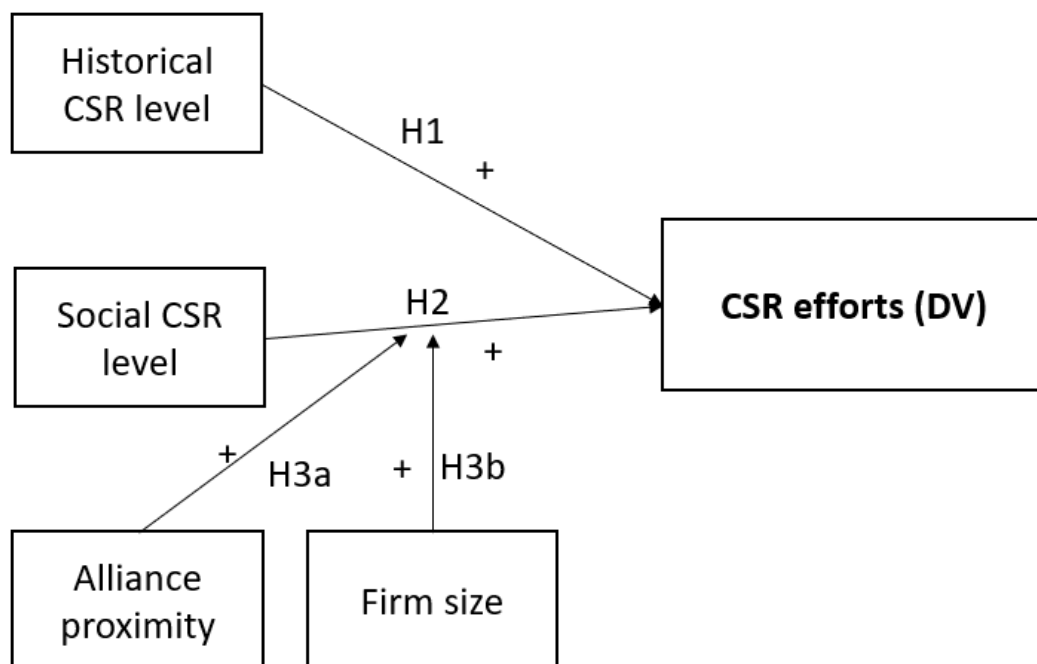 Historical
CSR level
H1
+
Social CSR
level
H2
+
CSR efforts (DV)
+
H3a
+
H3b
Alliance
proximity
Firm size